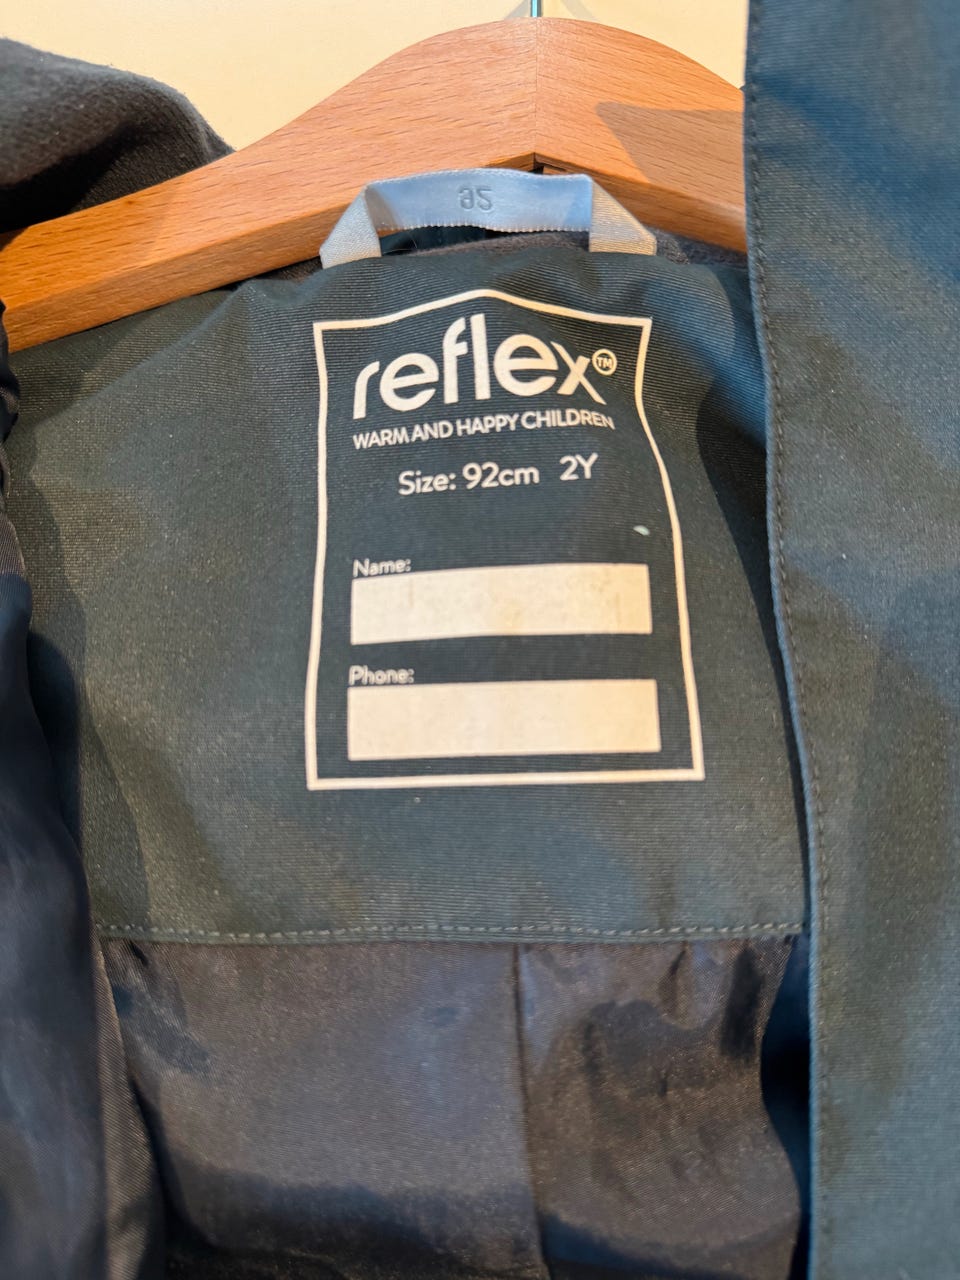 92
reflex™
WARM AND HAPPY CHILDREN
Size: 92cm 2Y
Name:
Phone: